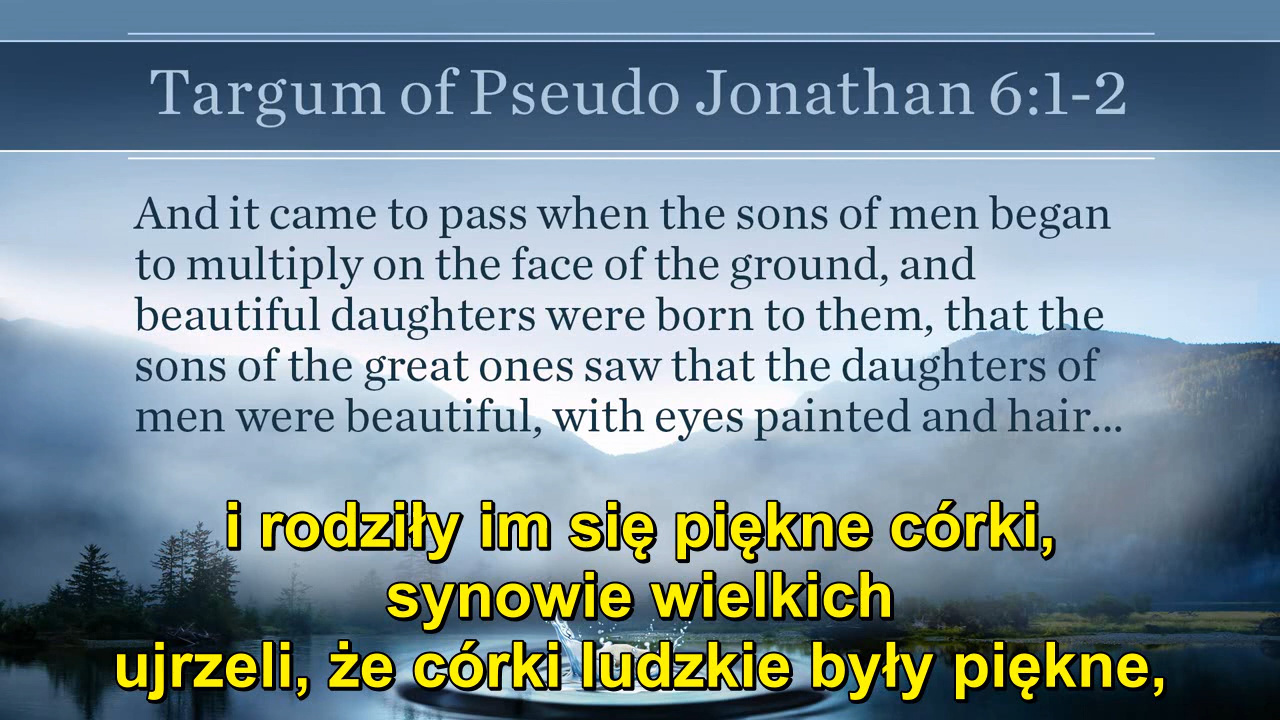 Targum of Pseudo Jonathan 6:1-2
And it came to pass when the sons of men began
to multiply on the face of the ground, and
beautiful daughters were born to them, that the
sons of the great ones saw that the daughters of
men were beautiful, with eyes painted and hair...
i rodziły im się piękne córki,
synowie wielkich
ujrzeli, że córki ludzkie były piękne,